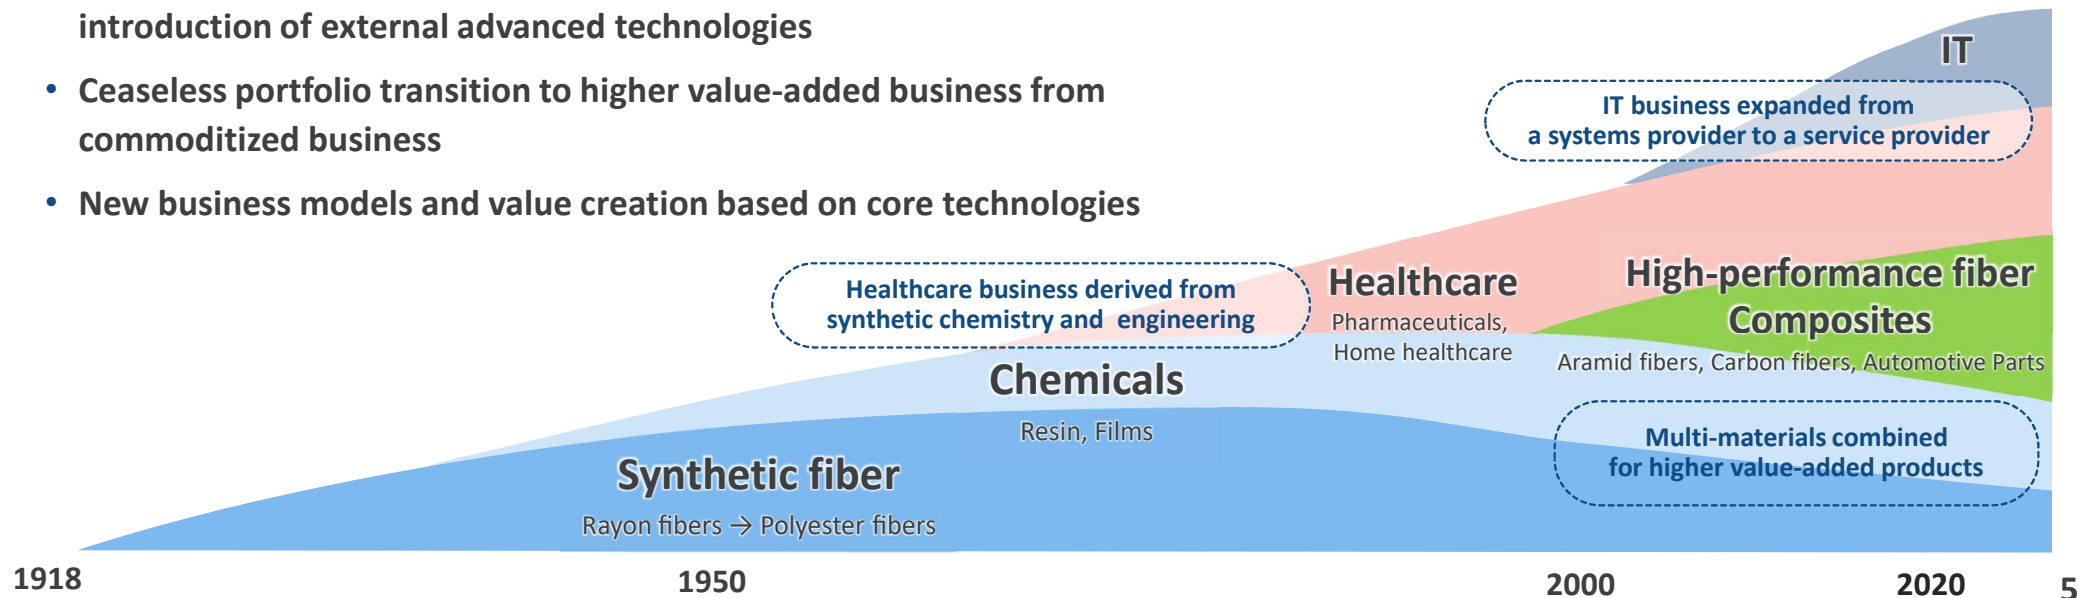 introduction of external advanced technologies
• Ceaseless portfolio transition to higher value-added business from
commoditized business
• New business models and value creation based on core technologies
IT
IT business expanded from
a systems provider to a service provider
Healthcare business derived from
synthetic chemistry and engineering
Healthcare
Pharmaceuticals,
Home healthcare
High-performance fiber
Composites
Aramid fibers, Carbon fibers, Automotive Parts
Chemicals
Resin, Films
Multi-materials combined
for higher value-added products
Synthetic fiber
Rayon fibers → Polyester fibers
1918 1950 2000 2020 5